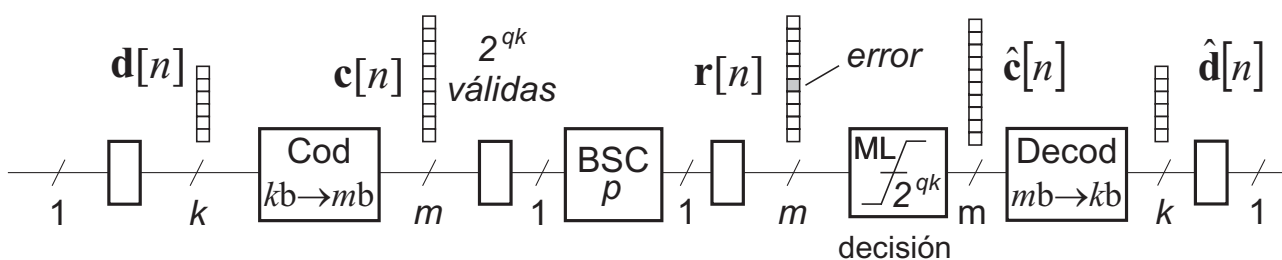 d[n]
c[n]
2^{qk}
válidas
r[n]
error
ĉ[n]
d̂[n]
Cod
kb→mb
BSC
p
ML
2^{qk}
Decod
mb→kb
1
k
m
1
1
m
m
k
1
decisión